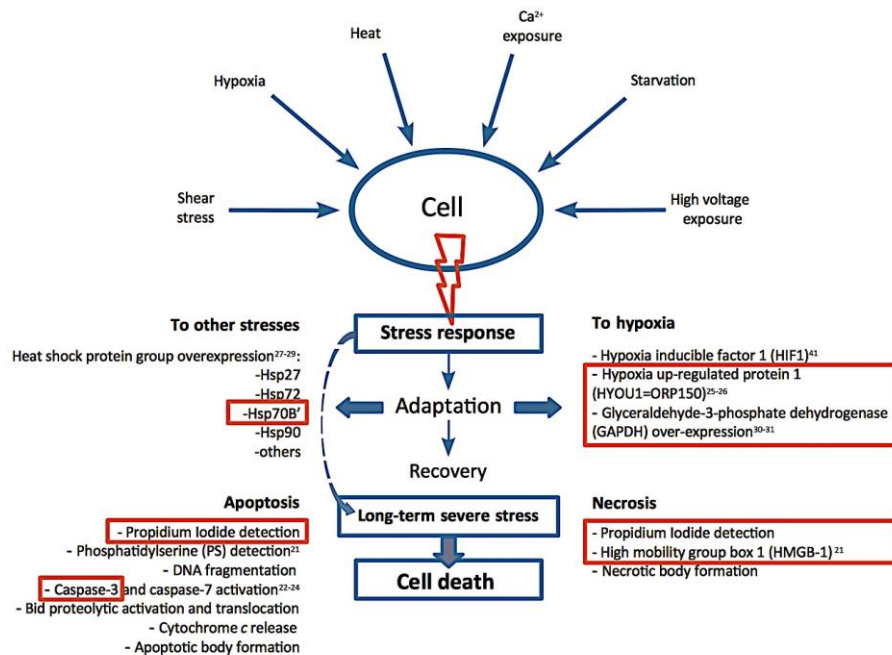 Ca²⁺
exposure
Heat
Hypoxia
Starvation
Shear
stress
Cell
High voltage
exposure
To other stresses
Heat shock protein group overexpression²⁷⁻²⁹:
-Hsp27
-Hsp72
-Hsp70B’
-Hsp90
-others
Stress response
Adaptation
Recovery
To hypoxia
- Hypoxia inducible factor 1 (HIF1)⁴¹
- Hypoxia up-regulated protein 1
(HYOU1=ORP150)²⁵⁻²⁶
- Glyceraldehyde-3-phosphate dehydrogenase
(GAPDH) over-expression³⁰⁻³¹
Apoptosis
- Propidium Iodide detection
- Phosphatidylserine (PS) detection²¹
- DNA fragmentation
- Caspase-3 and caspase-7 activation²²⁻²⁴
- Bid proteolytic activation and translocation
- Cytochrome c release
- Apoptotic body formation
Long-term severe stress
Cell death
Necrosis
- Propidium Iodide detection
- High mobility group box 1 (HMGB-1)²¹
- Necrotic body formation